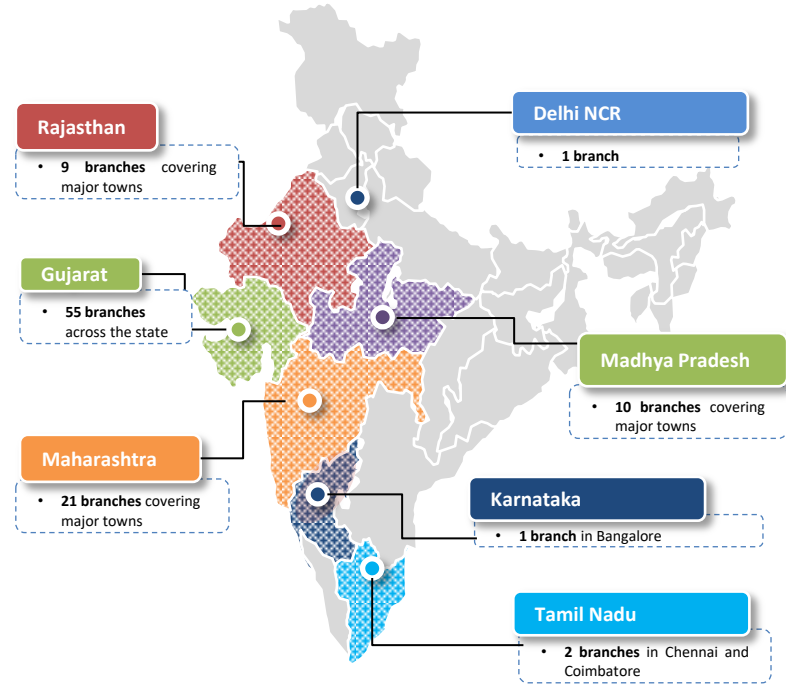 Rajasthan
• 9 branches covering
major towns
Delhi NCR
• 1 branch
Gujarat
• 55 branches
across the state
Madhya Pradesh
• 10 branches covering
major towns
Maharashtra
• 21 branches covering
major towns
Karnataka
• 1 branch in Bangalore
Tamil Nadu
• 2 branches in Chennai and
Coimbatore